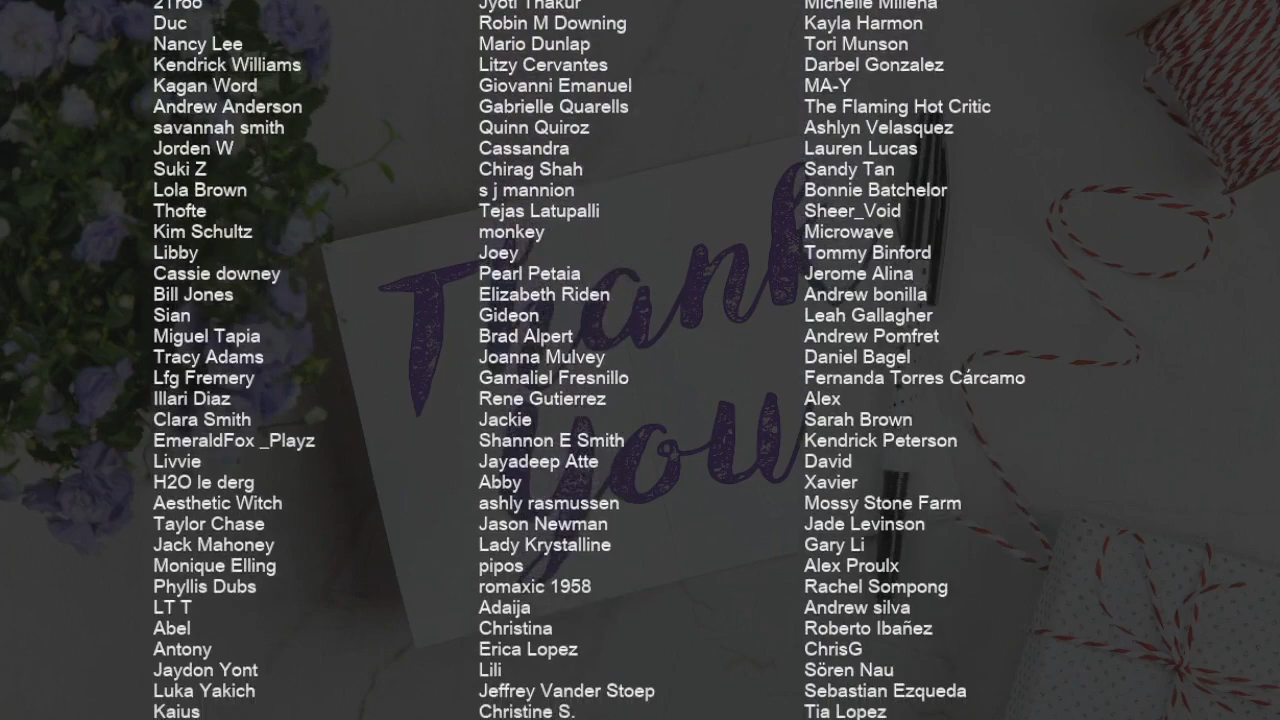 2Troo
Duc
Nancy Lee
Kendrick Williams
Kagan Word
Andrew Anderson
savannah smith
Jorden W
Suki Z
Lola Brown
Thofte
Kim Schultz
Libby
Cassie downey
Bill Jones
Sian
Miguel Tapia
Tracy Adams
Lfg Fremery
Illari Diaz
Clara Smith
EmeraldFox _Playz
Livvie
H2O le derg
Aesthetic Witch
Taylor Chase
Jack Mahoney
Monique Elling
Phyllis Dubs
LT T
Abel
Antony
Jaydon Yont
Luka Yakich
Kaius
Jyoti Thakur
Robin M Downing
Mario Dunlap
Litzy Cervantes
Giovanni Emanuel
Gabrielle Quarells
Quinn Quiroz
Cassandra
Chirag Shah
s j mannion
Tejas Latupalli
monkey
Joey
Pearl Petaia
Elizabeth Riden
Gideon
Brad Alpert
Joanna Mulvey
Gamaliel Fresnillo
Rene Gutierrez
Jackie
Shannon E Smith
Jayadeep Atte
Abby
ashly rasmussen
Jason Newman
Lady Krystalline
pipos
romaxic 1958
Adaija
Christina
Erica Lopez
Lili
Jeffrey Vander Stoep
Christine S.
Michelle Millena
Kayla Harmon
Tori Munson
Darbel Gonzalez
MA-Y
The Flaming Hot Critic
Ashlyn Velasquez
Lauren Lucas
Sandy Tan
Bonnie Batchelor
Sheer_Void
Microwave
Tommy Binford
Jerome Alina
Andrew bonilla
Leah Gallagher
Andrew Pomfret
Daniel Bagel
Fernanda Torres Cárcamo
Alex
Sarah Brown
Kendrick Peterson
David
Xavier
Mossy Stone Farm
Jade Levinson
Gary Li
Alex Proulx
Rachel Sompong
Andrew silva
Roberto Ibañez
ChrisG
Sören Nau
Sebastian Ezqueda
Tia Lopez
Thank
you